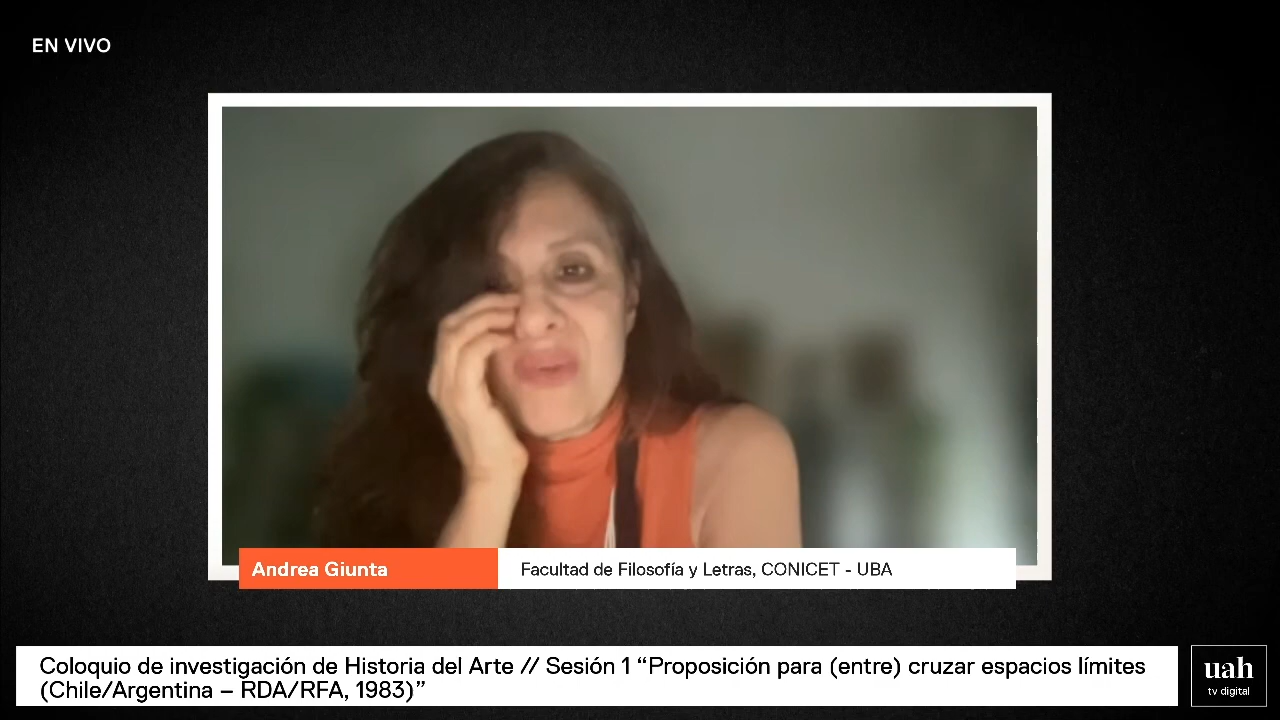 EN VIVO
Andrea Giunta
Facultad de Filosofía y Letras, CONICET - UBA
Coloquio de investigación de Historia del Arte // Sesión 1 “Proposición para (entre) cruzar espacios límites
(Chile/Argentina – RDA/RFA, 1983)”
uah
tv digital